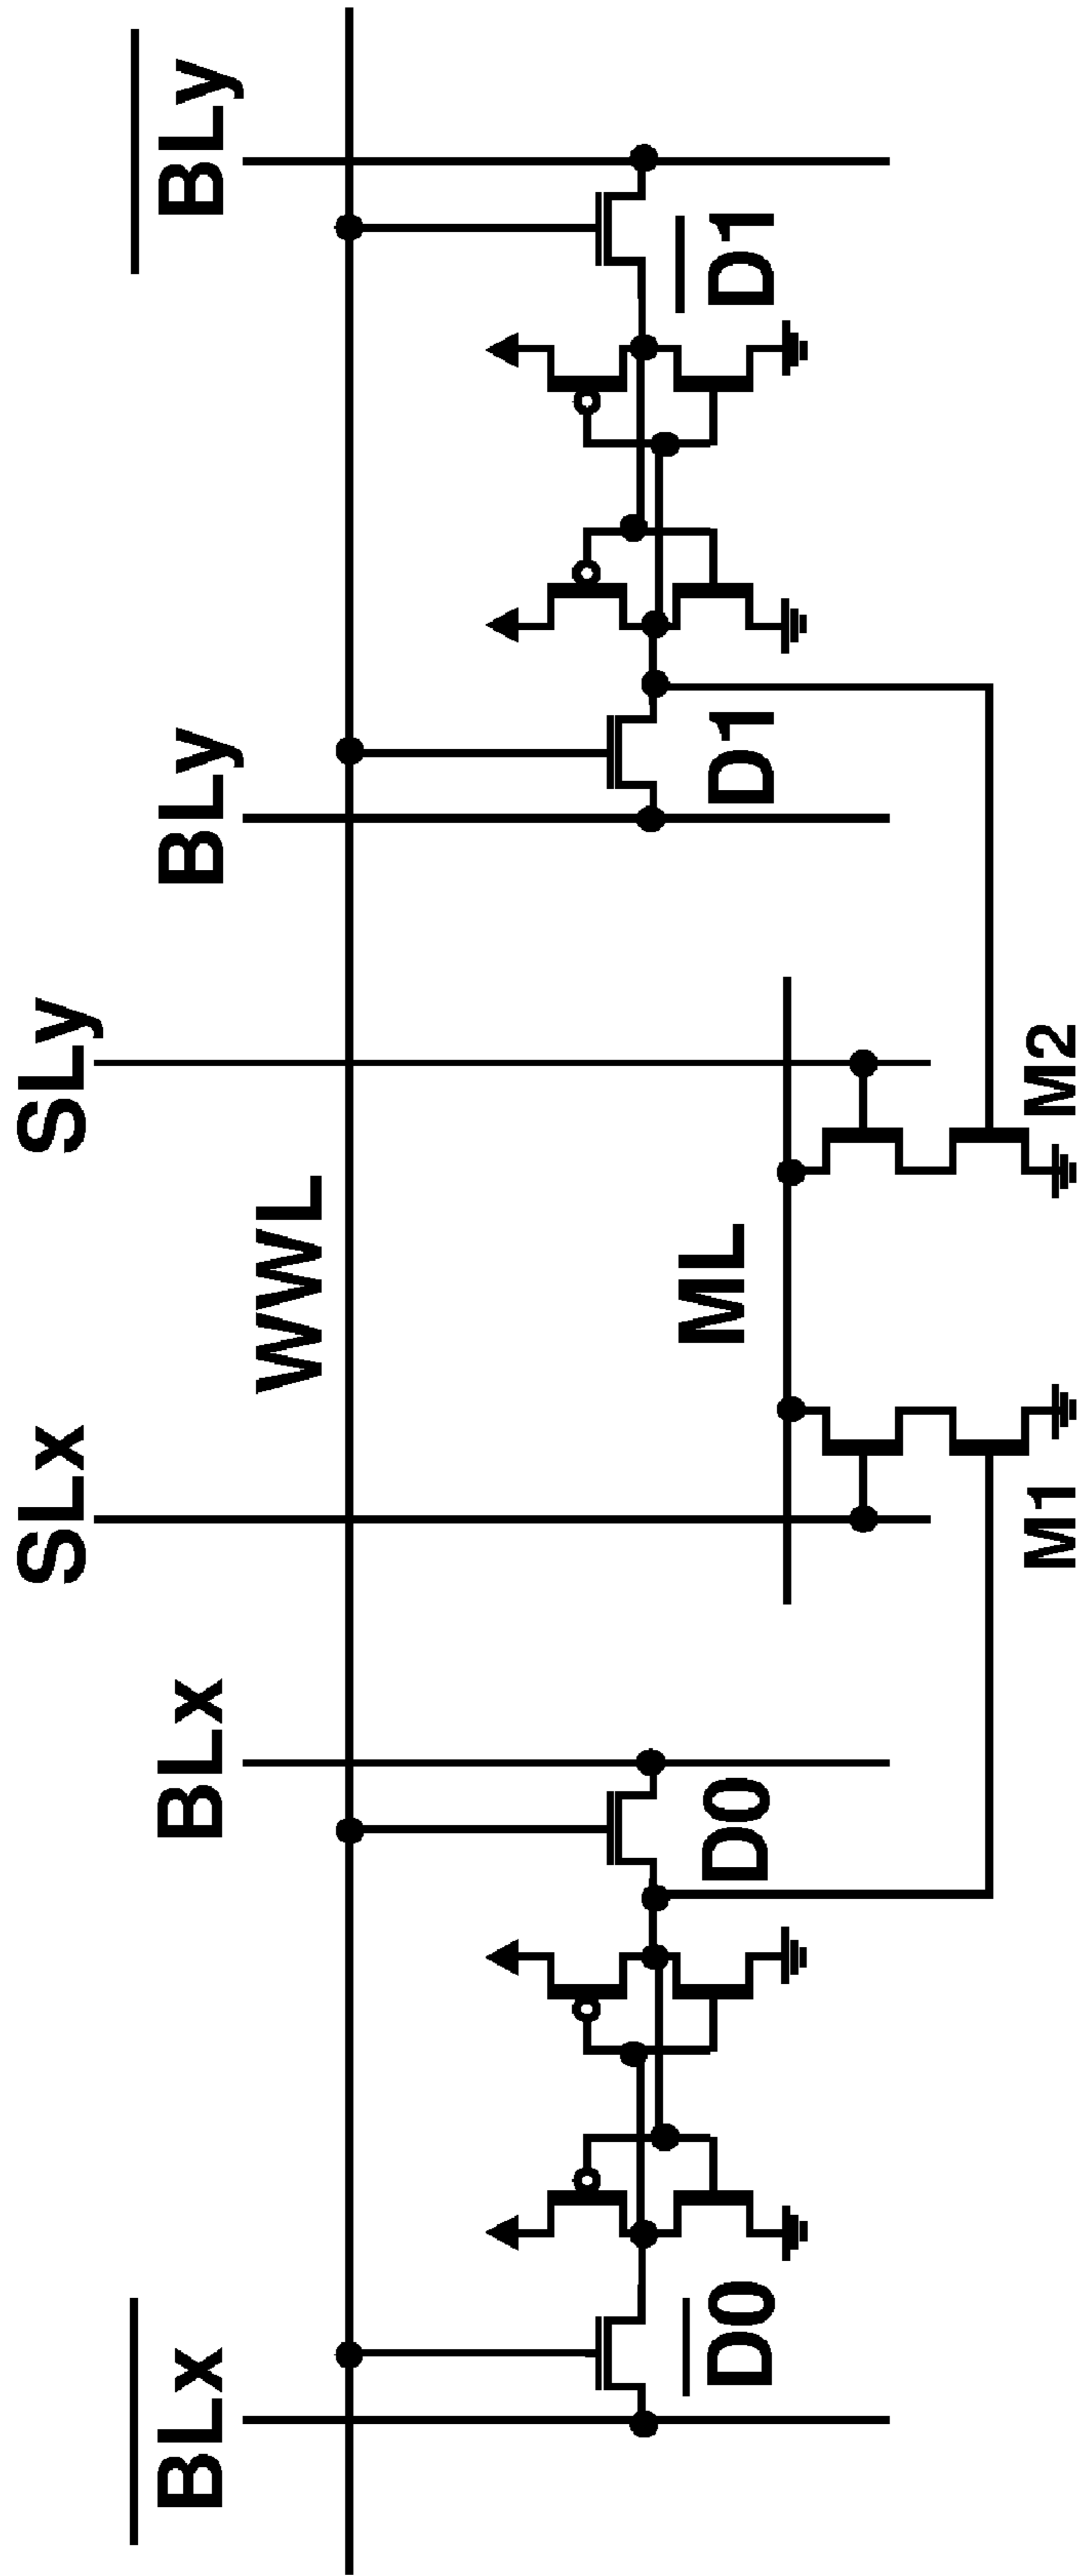 SLx SLy
BLx BLx BLy BLy
WWL
ML
D0 D0 D1 D1
M1 M2